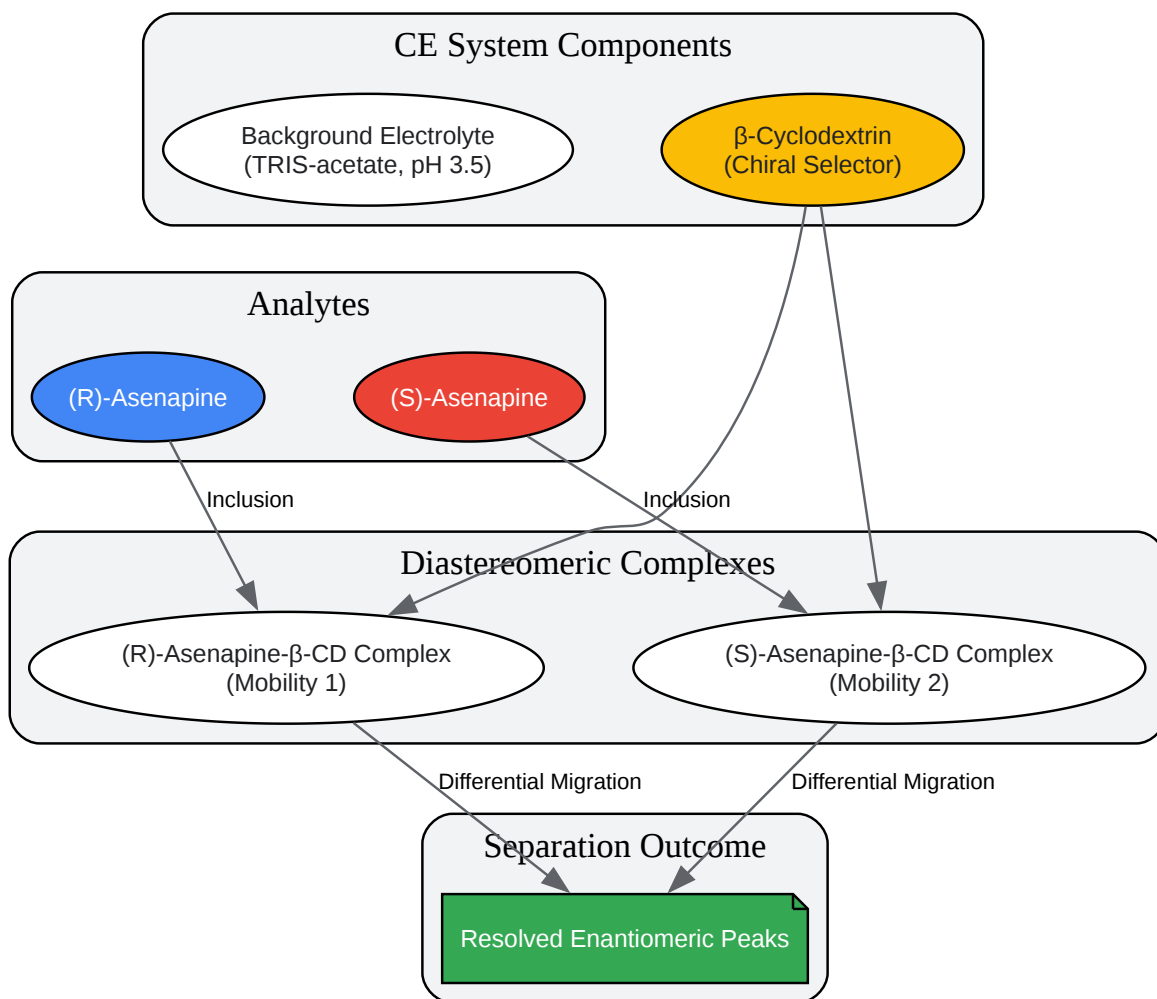 CE System Components
Background Electrolyte
(TRIS-acetate, pH 3.5)
β-Cyclodextrin
(Chiral Selector)
Analytes
(R)-Asenapine
(S)-Asenapine
Inclusion
Inclusion
Diastereomeric Complexes
(R)-Asenapine-β-CD Complex
(Mobility 1)
(S)-Asenapine-β-CD Complex
(Mobility 2)
Differential Migration
Differential Migration
Separation Outcome
Resolved Enantiomeric Peaks